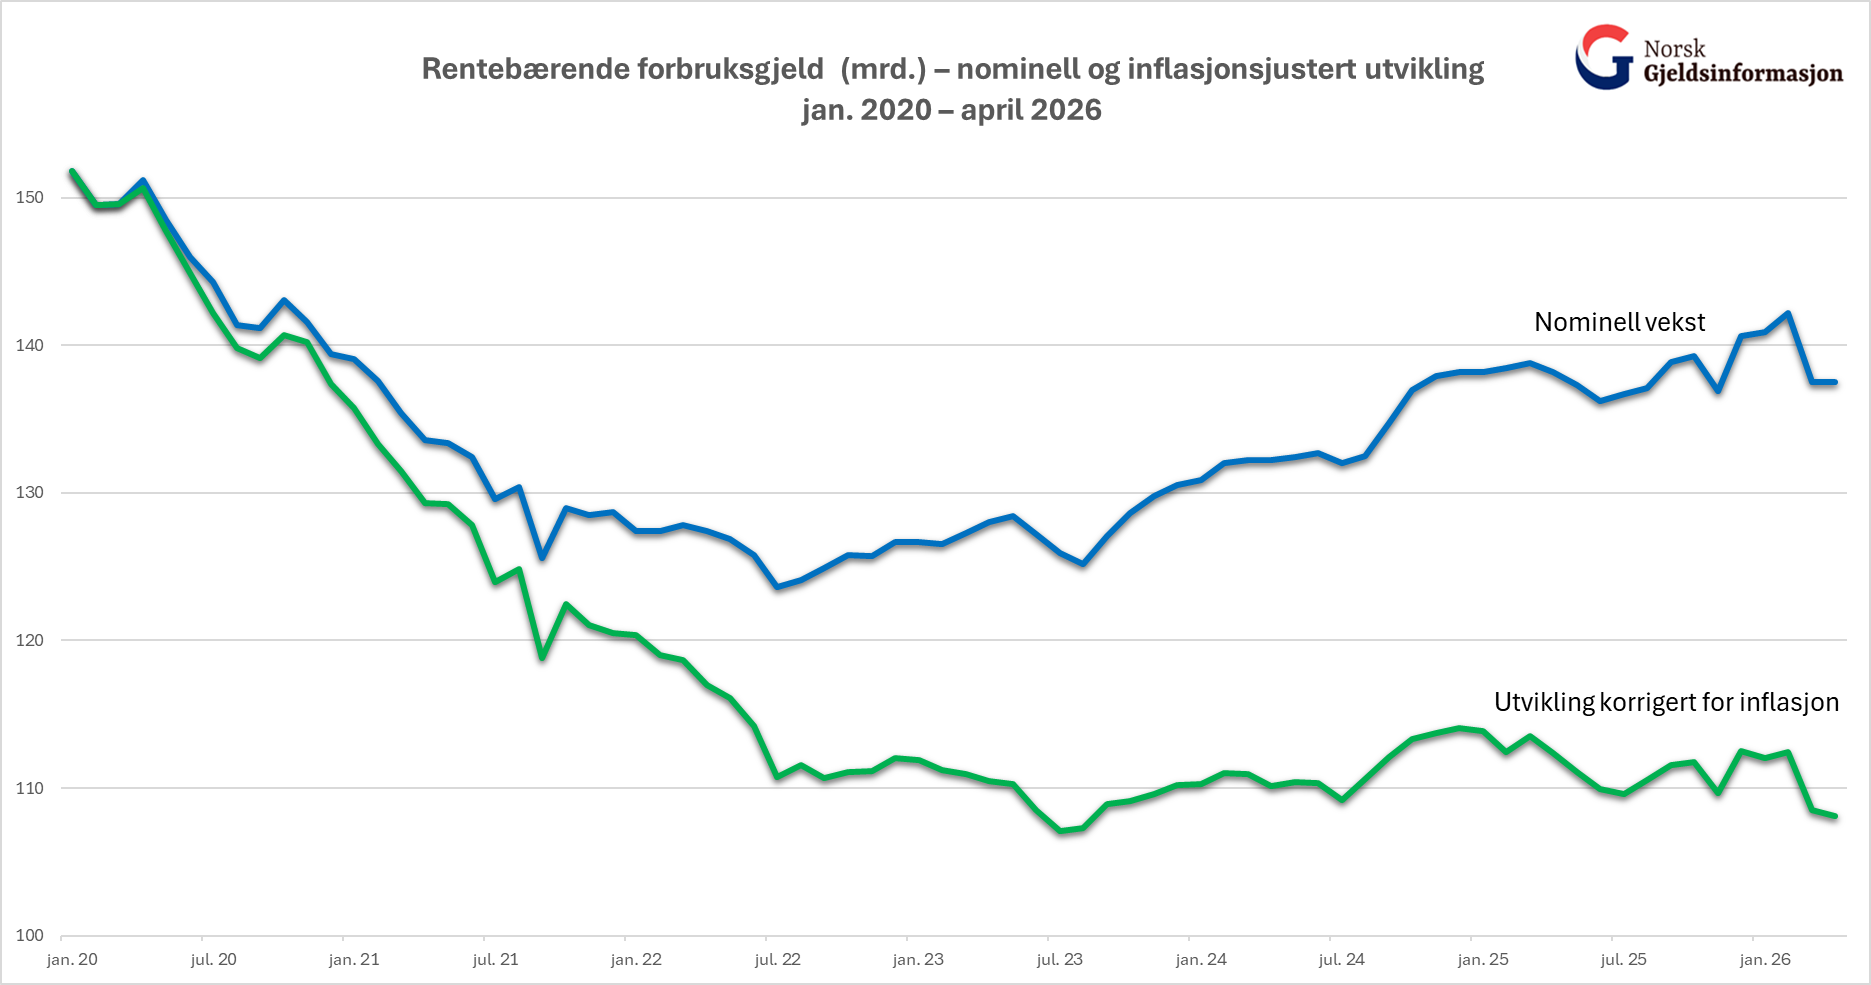 Rentebærende forbruksgjeld (mrd.) – nominell og inflasjonsjustert utvikling
jan. 2020 – april 2026
Norsk
Gjeldsinformasjon
150
140
130
120
110
100
Nominell vekst
Utvikling korrigert for inflasjon
jan. 20 jul. 20 jan. 21 jul. 21 jan. 22 jul. 22 jan. 23 jul. 23 jan. 24 jul. 24 jan. 25 jul. 25 jan. 26